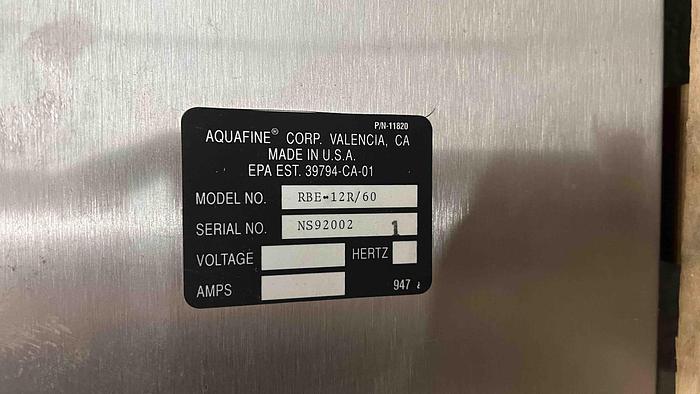 P/N-11820
AQUAFINE® CORP. VALENCIA, CA
MADE IN U.S.A.
EPA EST. 39794-CA-01
MODEL NO. RBE-12R/60
SERIAL NO. NS92002 1
VOLTAGE HERTZ
AMPS 947